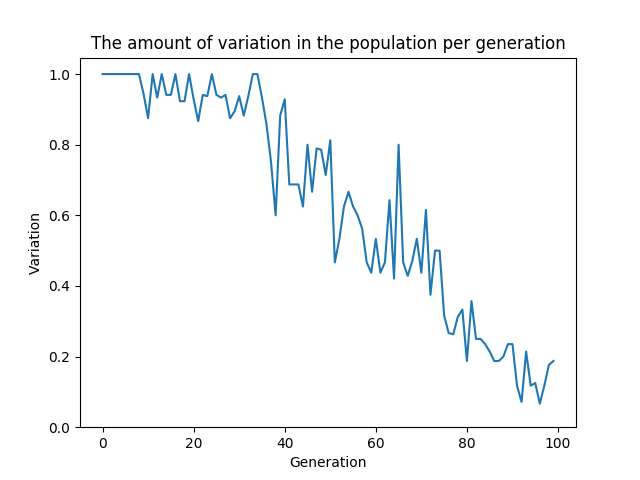 The amount of variation in the population per generation
1.0
0.8
0.6
0.4
0.2
0.0
Variation
0 20 40 60 80 100
Generation